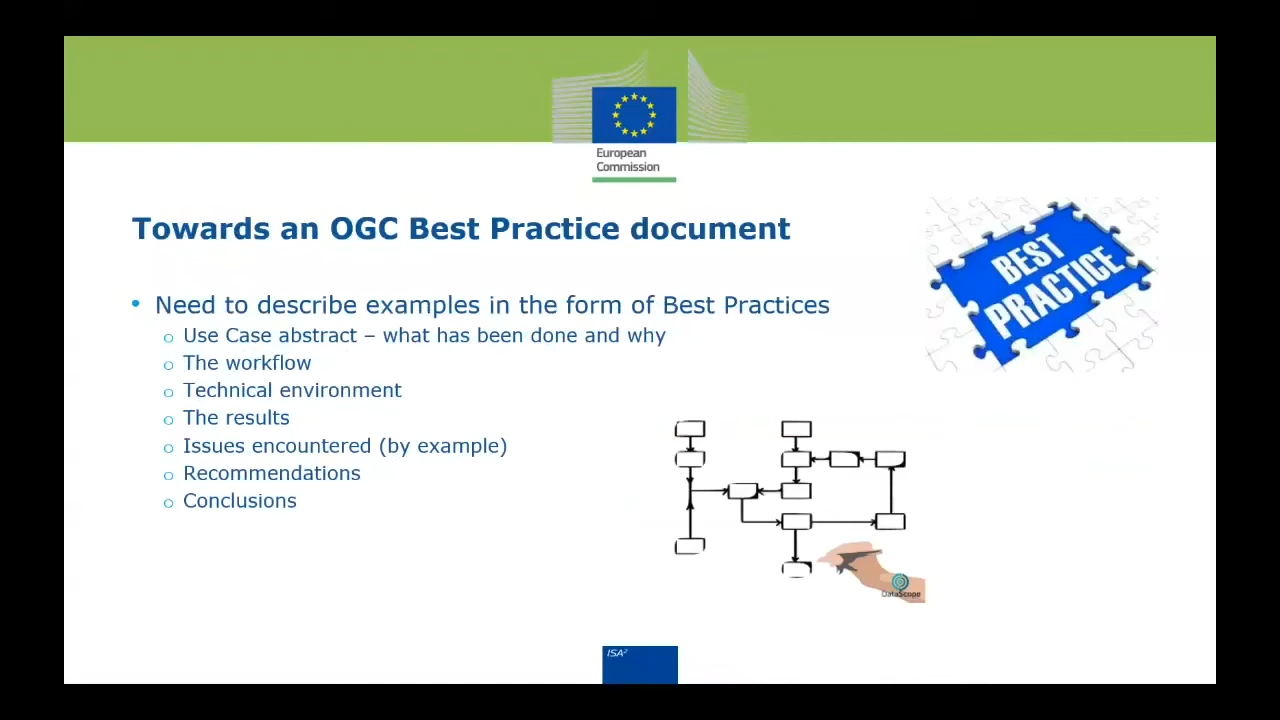 European
Commission
Towards an OGC Best Practice document
BEST
PRACTICE
• Need to describe examples in the form of Best Practices
o Use Case abstract – what has been done and why
o The workflow
o Technical environment
o The results
o Issues encountered (by example)
o Recommendations
o Conclusions
DataScope
ISA²